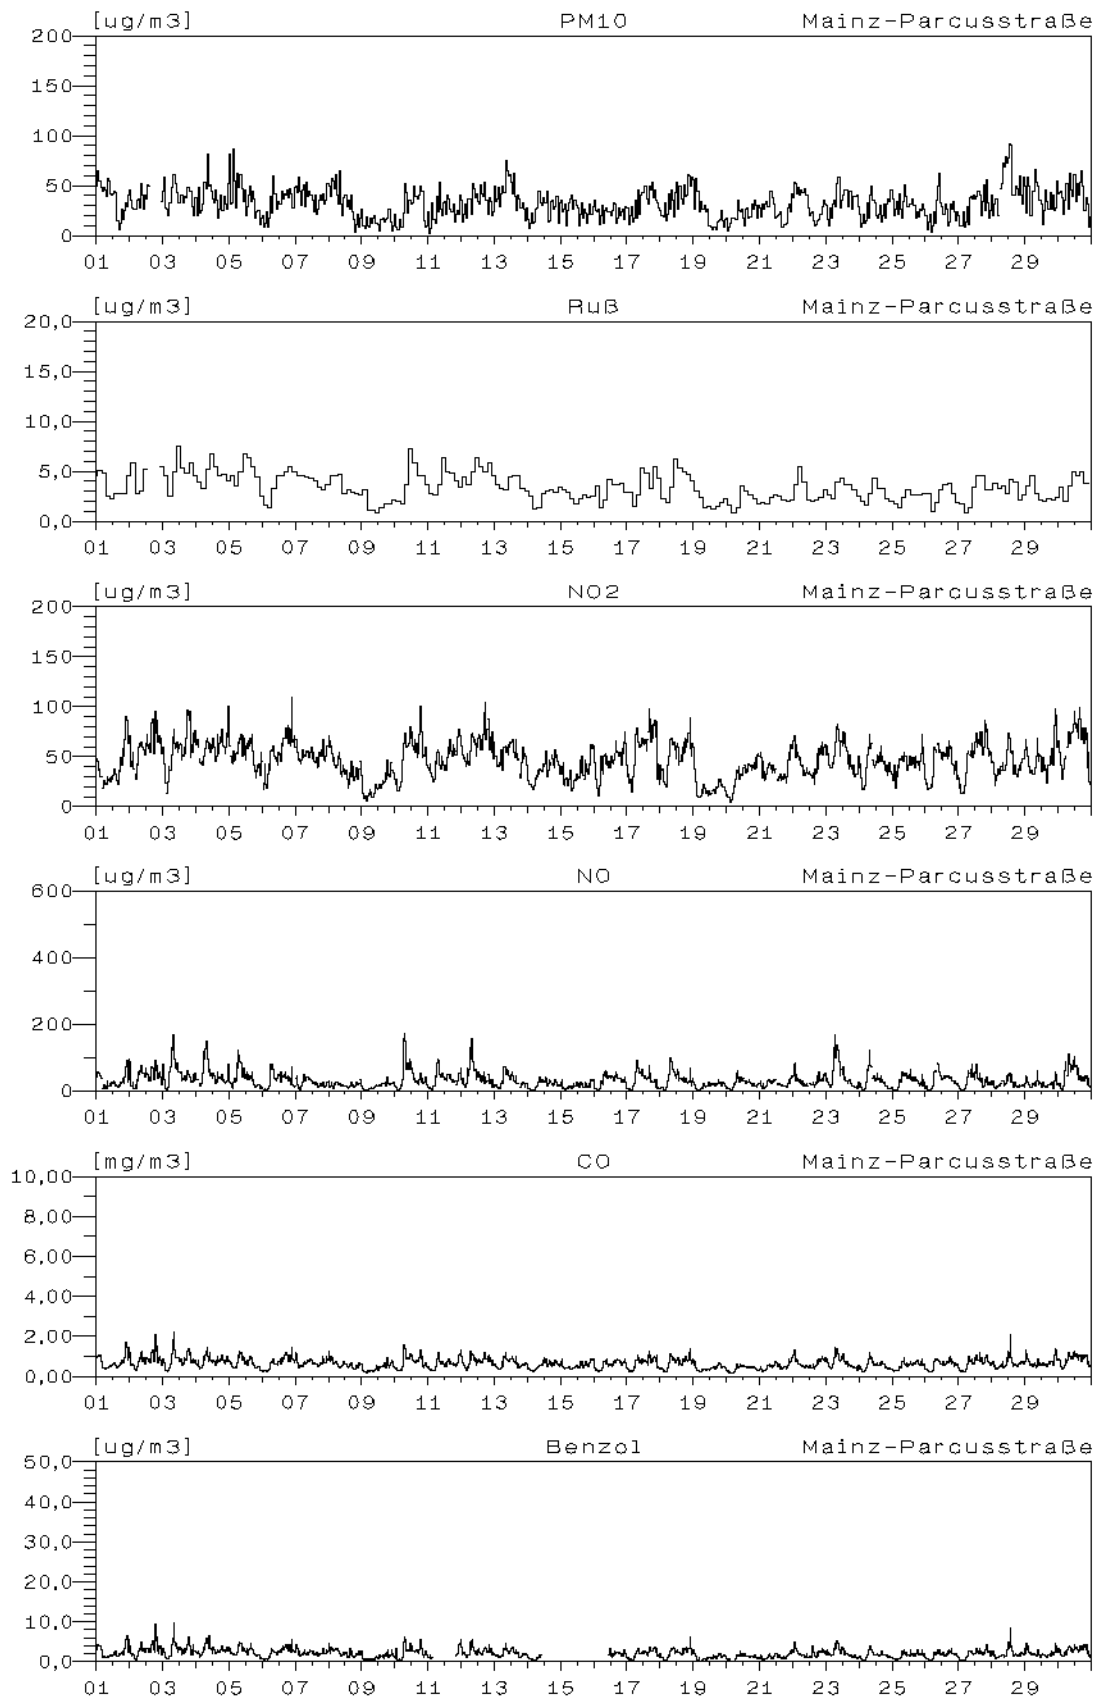 [ug/m3] PM10 Mainz-Parcusstraße
200
150
100
50
0
01 03 05 07 09 11 13 15 17 19 21 23 25 27 29
[ug/m3] Ruß Mainz-Parcusstraße
20,0
15,0
10,0
5,0
0,0
01 03 05 07 09 11 13 15 17 19 21 23 25 27 29
[ug/m3] NO2 Mainz-Parcusstraße
200
150
100
50
0
01 03 05 07 09 11 13 15 17 19 21 23 25 27 29
[ug/m3] NO Mainz-Parcusstraße
600
400
200
0
01 03 05 07 09 11 13 15 17 19 21 23 25 27 29
[mg/m3] CO Mainz-Parcusstraße
10,00
8,00
6,00
4,00
2,00
0,00
01 03 05 07 09 11 13 15 17 19 21 23 25 27 29
[ug/m3] Benzol Mainz-Parcusstraße
50,0
40,0
30,0
20,0
10,0
0,0
01 03 05 07 09 11 13 15 17 19 21 23 25 27 29